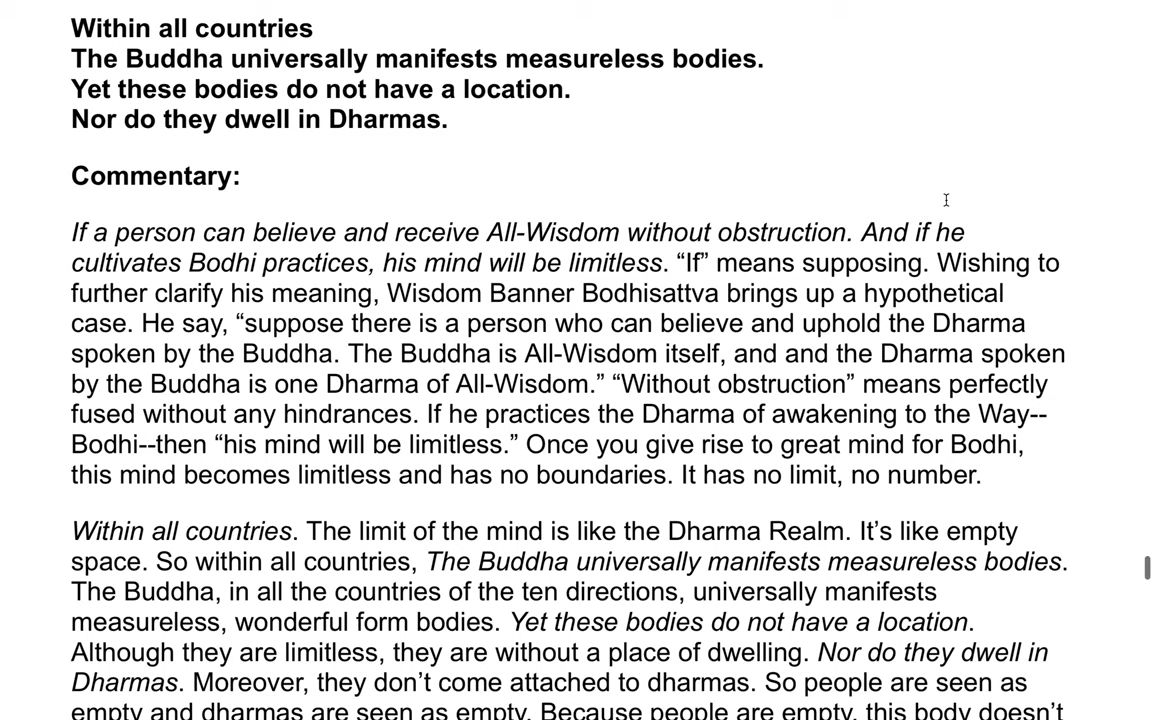 Within all countries
The Buddha universally manifests measureless bodies.
Yet these bodies do not have a location.
Nor do they dwell in Dharmas.
Commentary:
If a person can believe and receive All-Wisdom without obstruction. And if he
cultivates Bodhi practices, his mind will be limitless. “If” means supposing. Wishing to
further clarify his meaning, Wisdom Banner Bodhisattva brings up a hypothetical
case. He say, “suppose there is a person who can believe and uphold the Dharma
spoken by the Buddha. The Buddha is All-Wisdom itself, and and the Dharma spoken
by the Buddha is one Dharma of All-Wisdom.” “Without obstruction” means perfectly
fused without any hindrances. If he practices the Dharma of awakening to the Way--
Bodhi--then “his mind will be limitless.” Once you give rise to great mind for Bodhi,
this mind becomes limitless and has no boundaries. It has no limit, no number.
Within all countries. The limit of the mind is like the Dharma Realm. It’s like empty
space. So within all countries, The Buddha universally manifests measureless bodies.
The Buddha, in all the countries of the ten directions, universally manifests
measureless, wonderful form bodies. Yet these bodies do not have a location.
Although they are limitless, they are without a place of dwelling. Nor do they dwell in
Dharmas. Moreover, they don’t come attached to dharmas. So people are seen as
empty and dharmas are seen as empty. Because people are empty, this body doesn’t